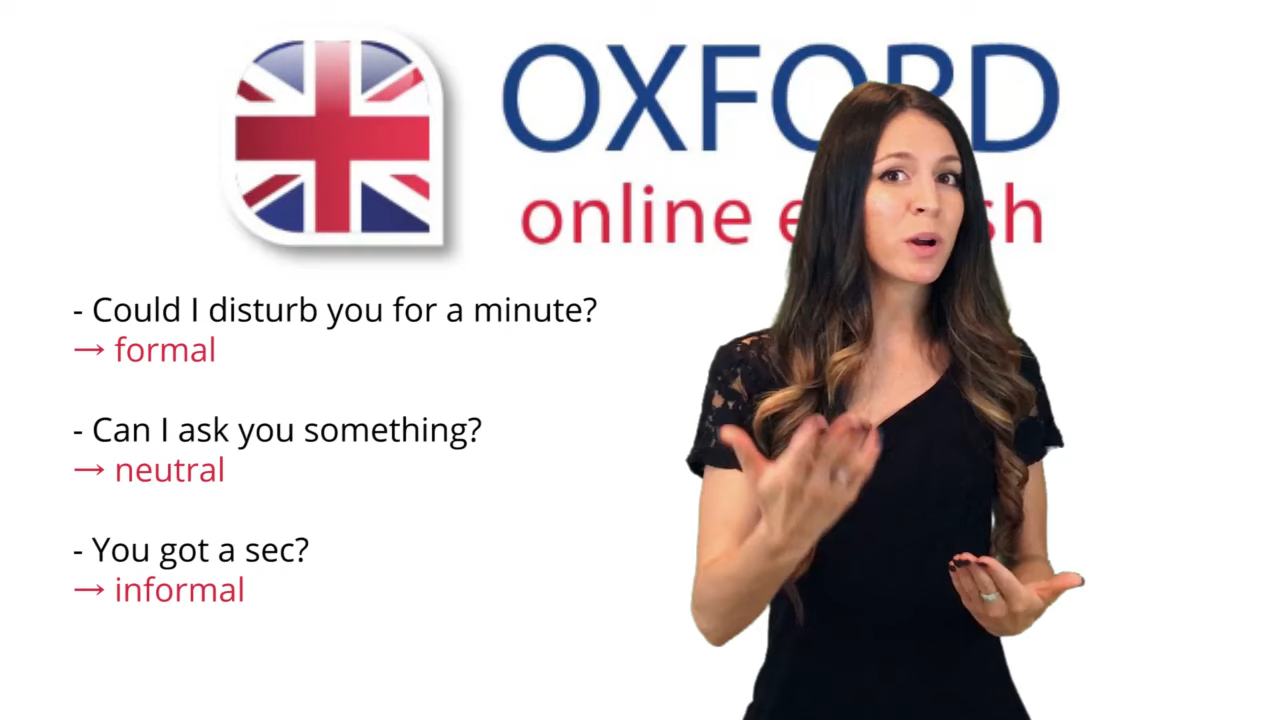 OXFORD
online
- Could I disturb you for a minute?
→ formal
- Can I ask you something?
→ neutral
- You got a sec?
→ informal